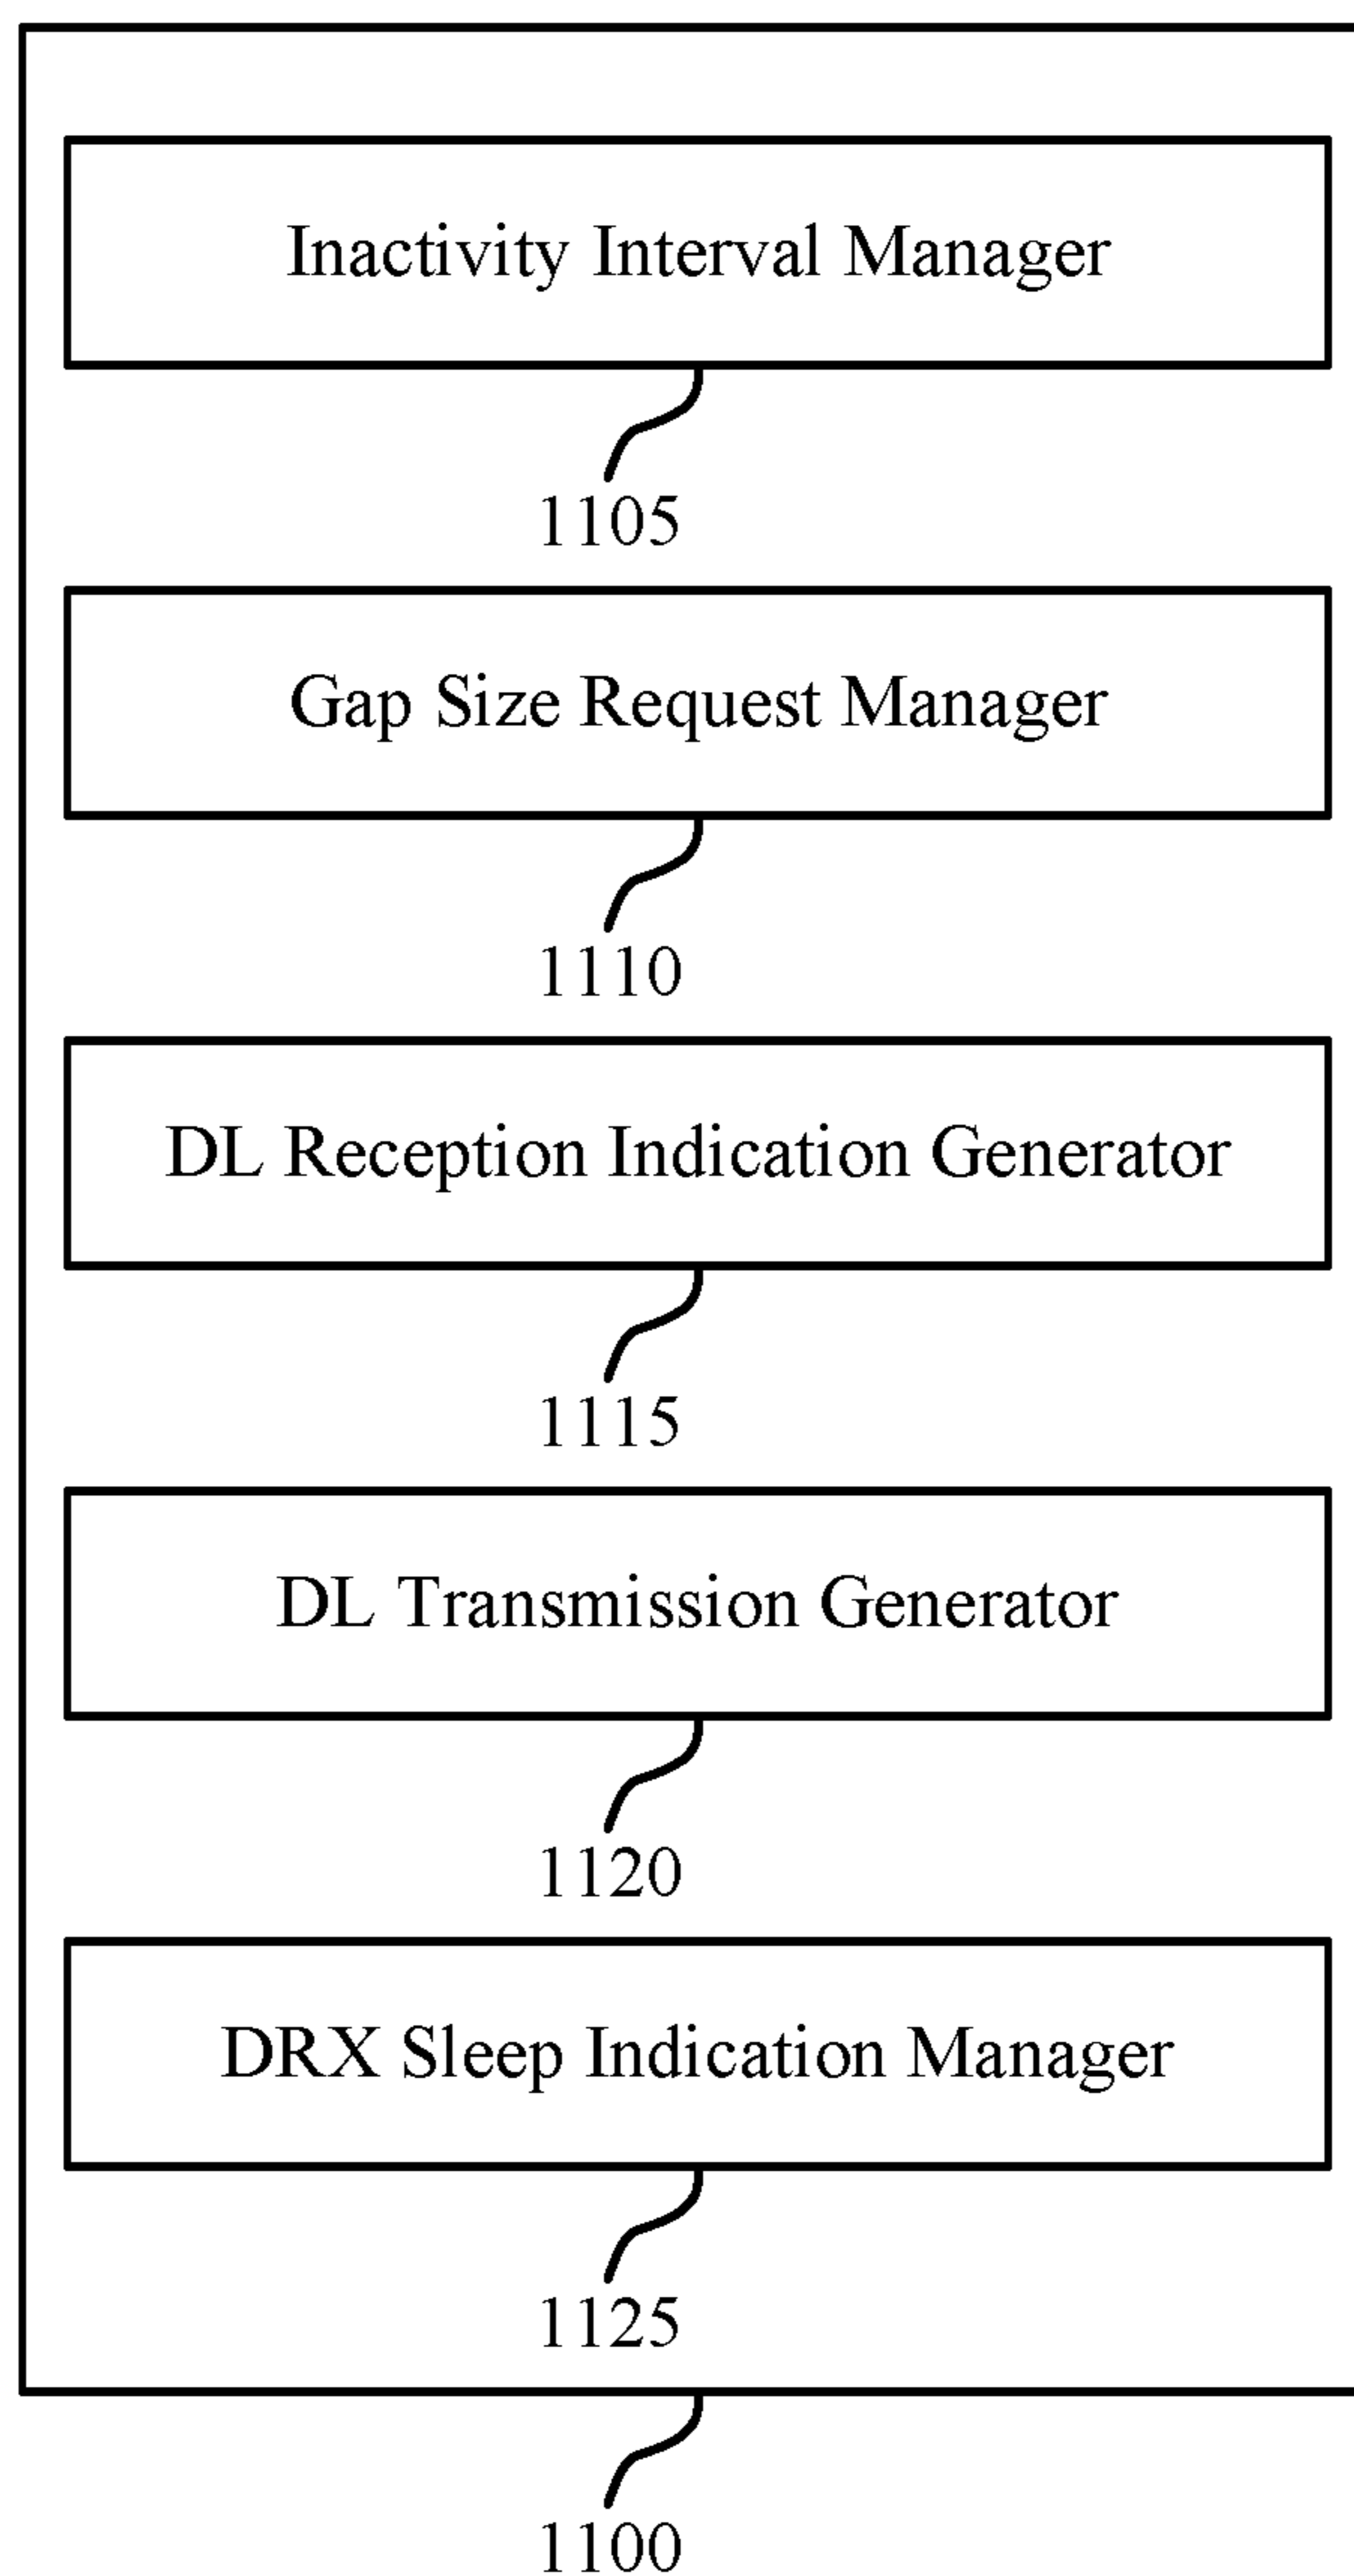 Inactivity Interval Manager
1105
Gap Size Request Manager
1110
DL Reception Indication Generator
1115
DL Transmission Generator
1120
DRX Sleep Indication Manager
1125
1100